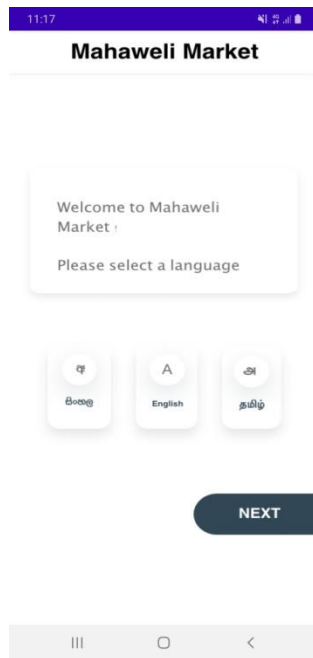 11:17
Mahaweli Market
Welcome to Mahaweli
Market
Please select a language
අ A அ
සිංහල English தமிழ்
NEXT